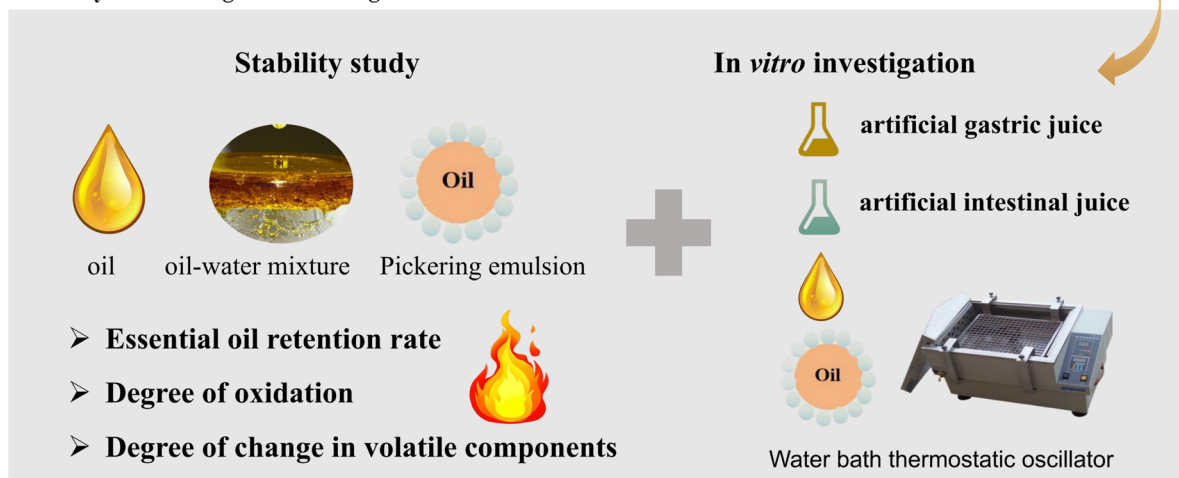 Stability study
In vitro investigation
artificial gastric juice
artificial intestinal juice
Oil
oil
oil-water mixture
Pickering emulsion
➢ Essential oil retention rate
➢ Degree of oxidation
➢ Degree of change in volatile components
Oil
Water bath thermostatic oscillator